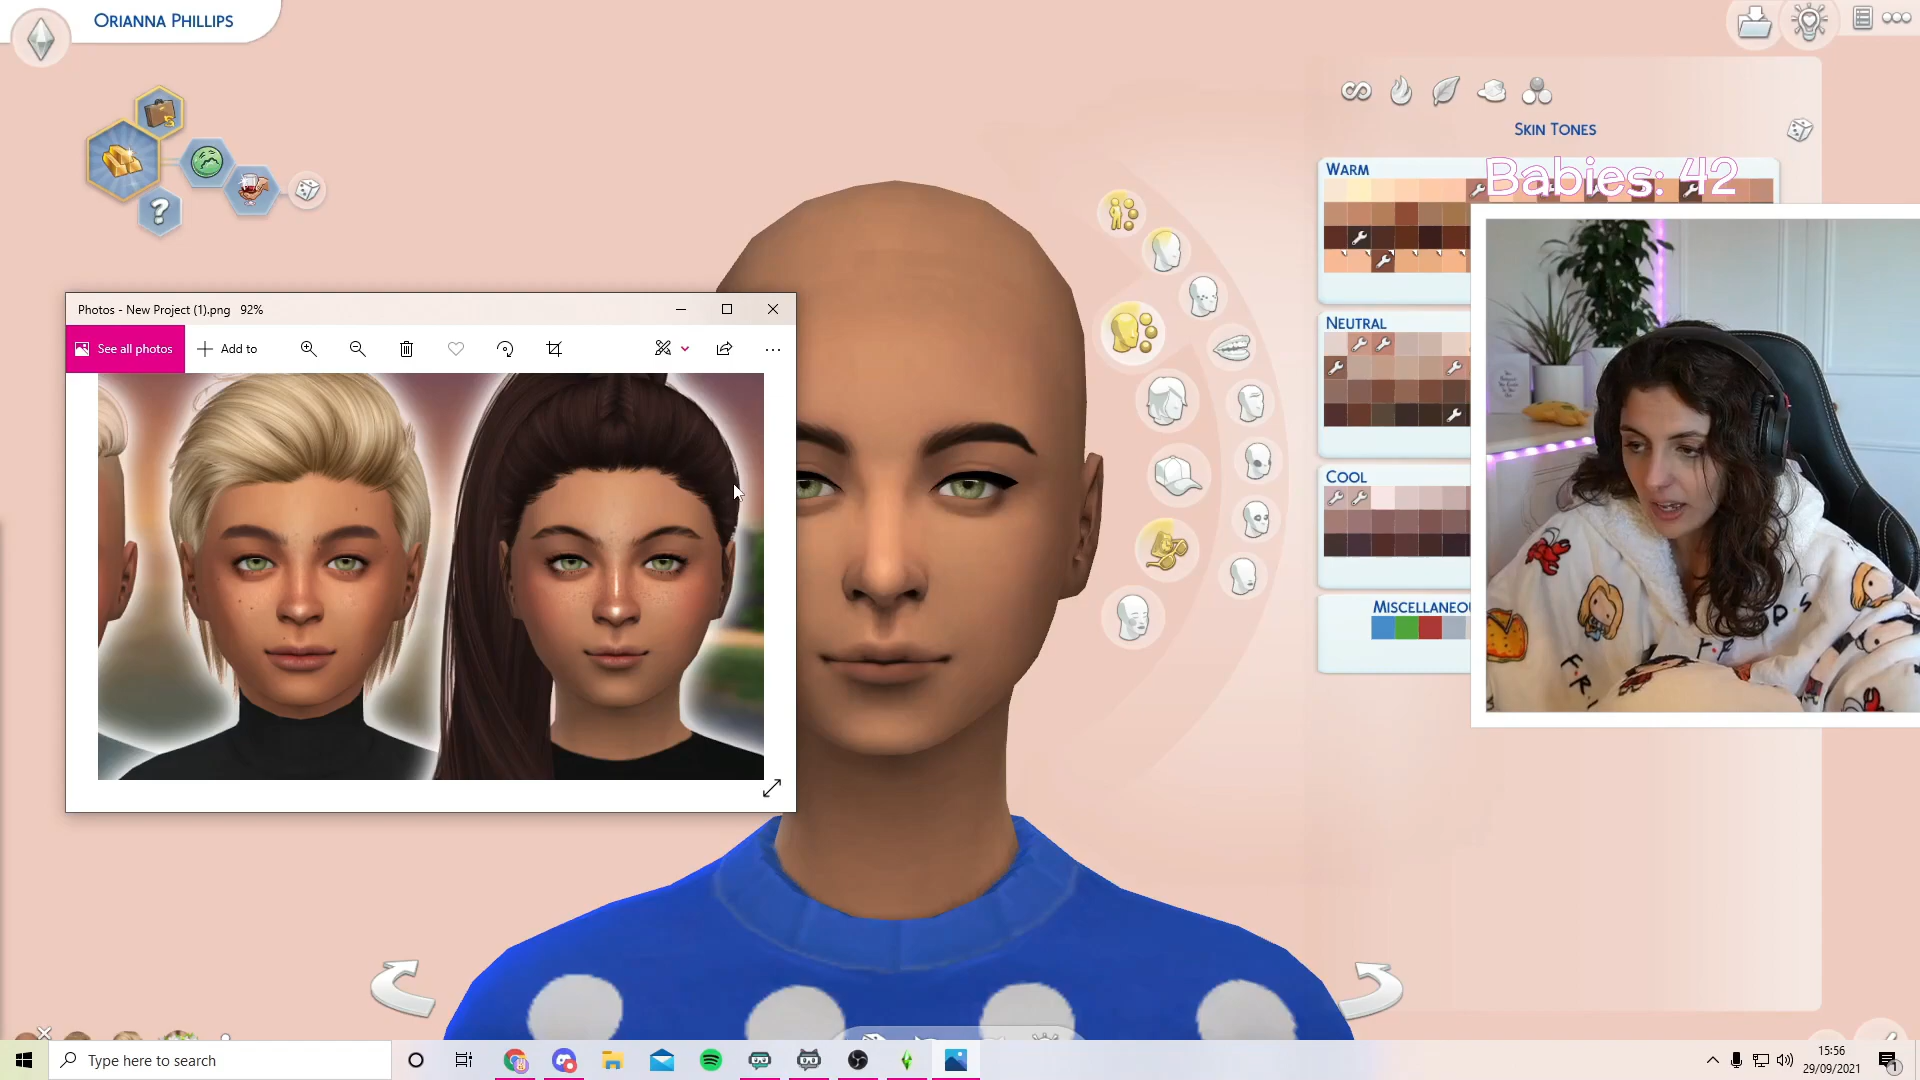 Orianna Phillips
Skin Tones
Warm
Babies: 42
Photos - New Project (1).png 92%
See all photos
Add to
Neutral
Cool
Miscellaneou
Type here to search
15:56
29/09/2021
1